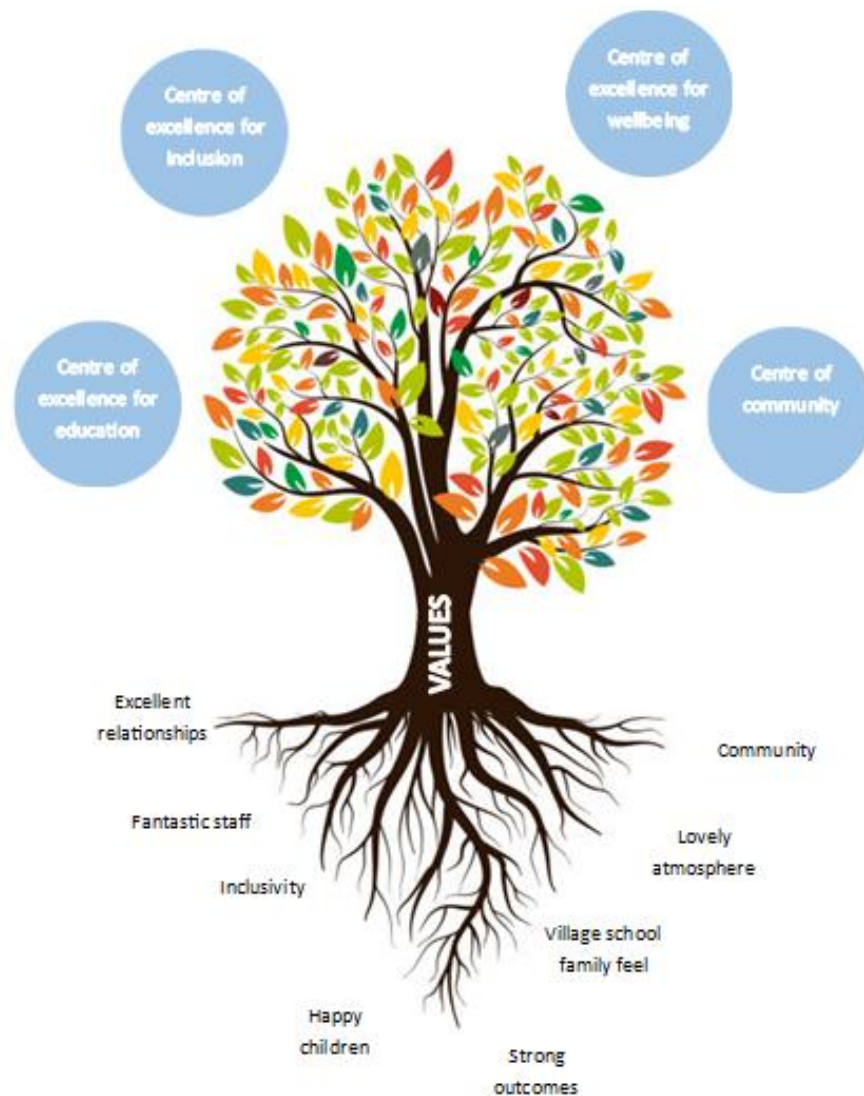 Centre of
excellence for
inclusion
Centre of
excellence for
wellbeing
Centre of
excellence for
education
Centre of
community
VALUES
Excellent
relationships
Community
Fantastic staff
Lovely
atmosphere
Inclusivity
Village school
family feel
Happy
children
Strong
outcomes